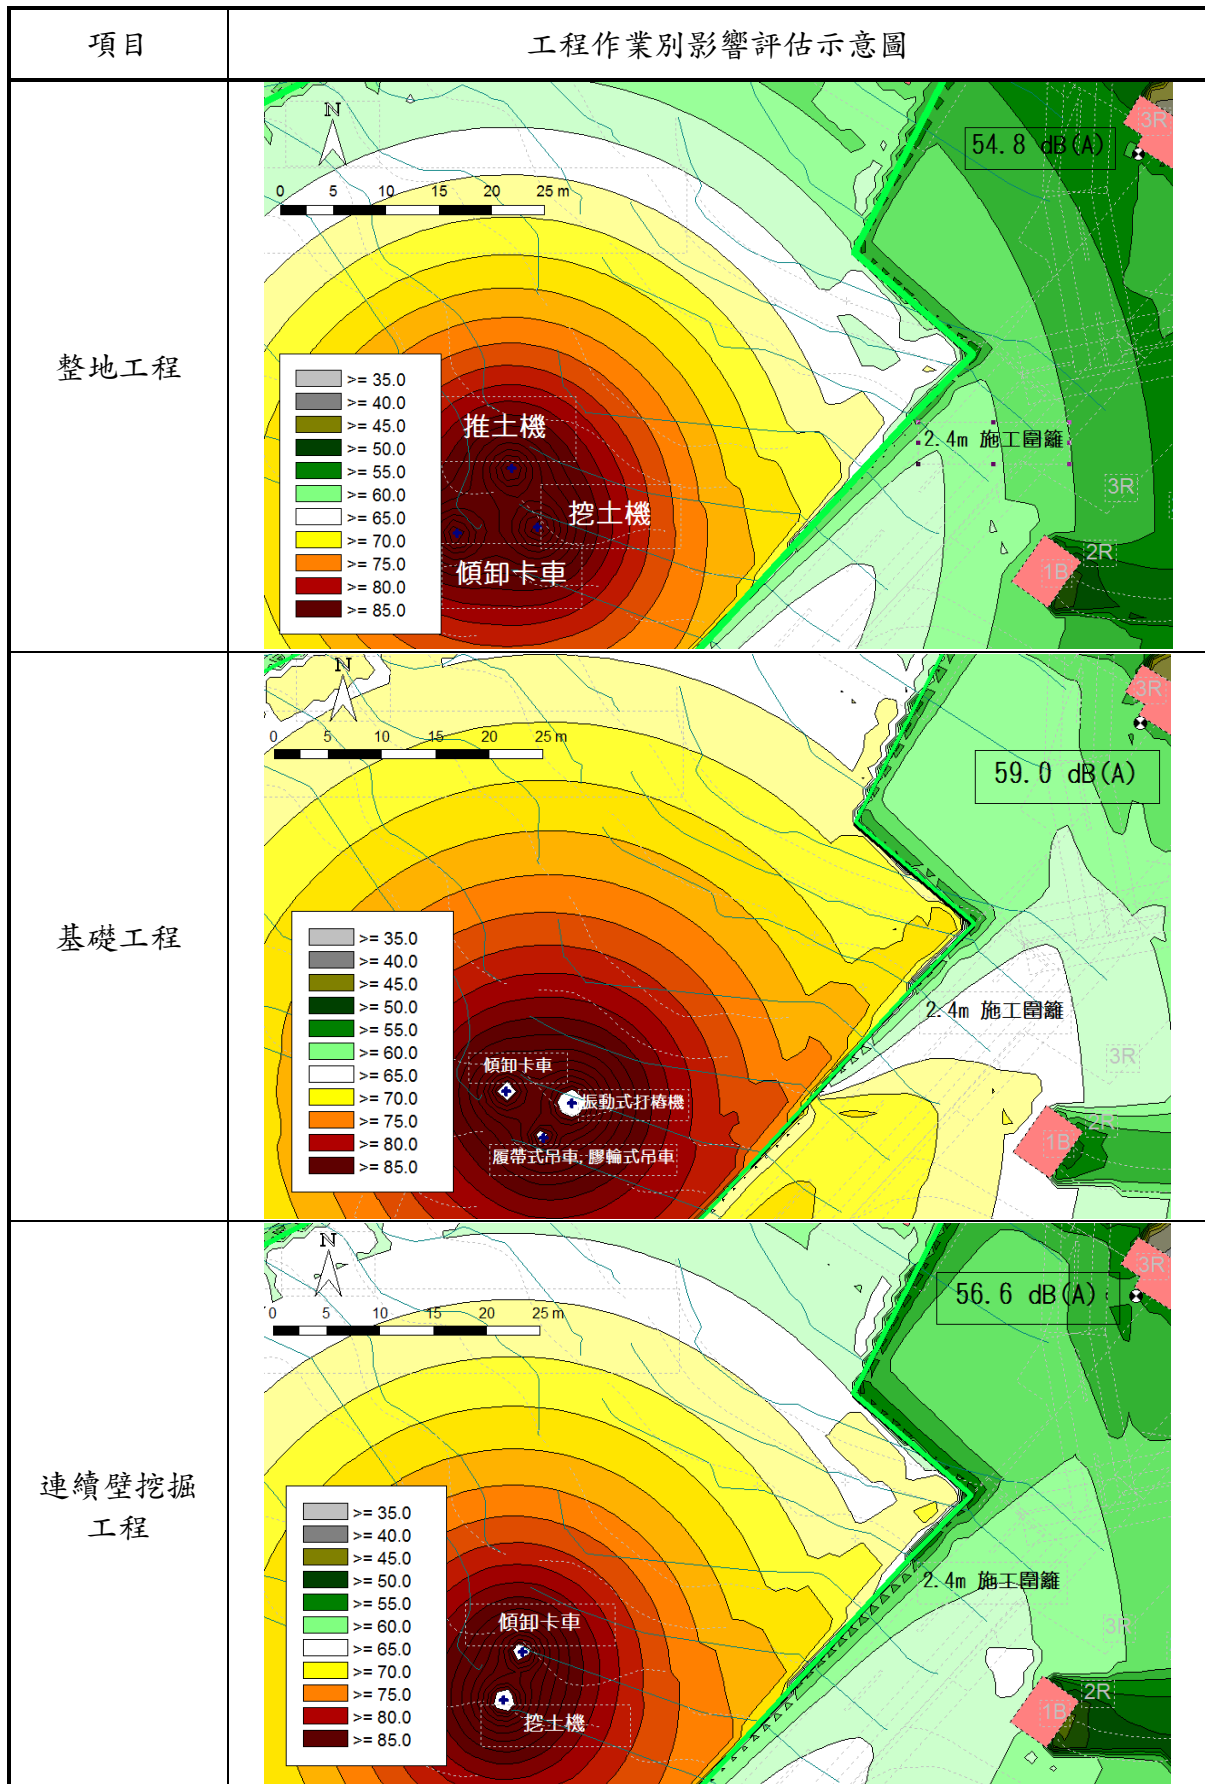 項目
工程作業別影響評估示意圖
整地工程
N
0 5 10 15 20 25 m
54.8 dB(A)
3R
>= 35.0
>= 40.0
>= 45.0
>= 50.0
>= 55.0
>= 60.0
>= 65.0
>= 70.0
>= 75.0
>= 80.0
>= 85.0
推土機
挖土機
傾卸卡車
2.4m 施工圍籬
3R
2R
1B
基礎工程
N
0 5 10 15 20 25 m
3R
59.0 dB(A)
>= 35.0
>= 40.0
>= 45.0
>= 50.0
>= 55.0
>= 60.0
>= 65.0
>= 70.0
>= 75.0
>= 80.0
>= 85.0
傾卸卡車
振動式打樁機
履帶式吊車; 膠輪式吊車
2.4m 施工圍籬
3R
2R
1B
連續壁挖掘
工程
N
0 5 10 15 20 25 m
3R
56.6 dB(A)
>= 35.0
>= 40.0
>= 45.0
>= 50.0
>= 55.0
>= 60.0
>= 65.0
>= 70.0
>= 75.0
>= 80.0
>= 85.0
傾卸卡車
挖土機
2.4m 施工圍籬
3R
2R
1B